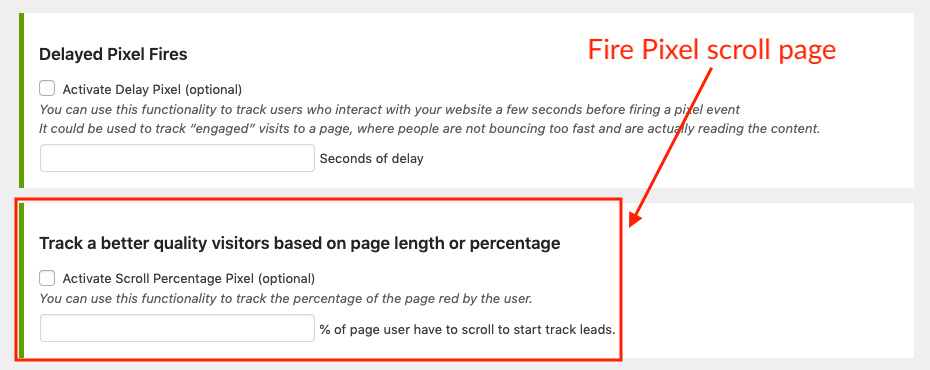 Fire Pixel scroll page
Delayed Pixel Fires
Activate Delay Pixel (optional)
You can use this functionality to track users who interact with your website a few seconds before firing a pixel event
It could be used to track “engaged” visits to a page, where people are not bouncing too fast and are actually reading the content.
Seconds of delay
Track a better quality visitors based on page length or percentage
Activate Scroll Percentage Pixel (optional)
You can use this functionality to track the percentage of the page red by the user.
% of page user have to scroll to start track leads.